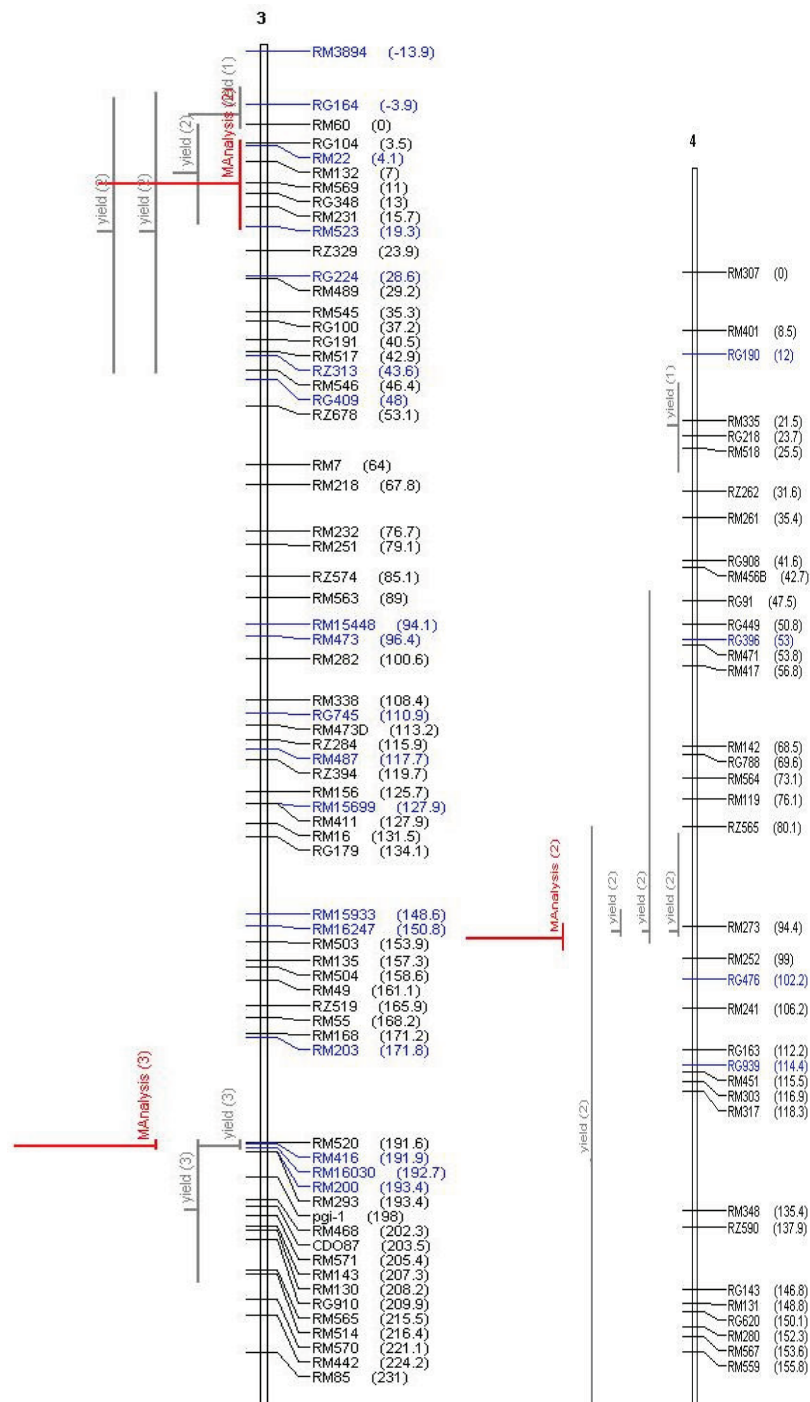 3
RM3894 (-13.9)
RG164 (-3.9)
RM60 (0)
RG104 (3.5)
RM22 (4.1)
RM132 (7)
RM569 (11)
RG348 (13)
RM231 (15.7)
RM523 (19.3)
RZ329 (23.9)
RG224 (28.6)
RM489 (29.2)
RM545 (35.3)
RG100 (37.2)
RG191 (40.5)
RM517 (42.9)
RZ313 (43.6)
RM546 (46.4)
RG409 (48)
RZ678 (53.1)
RM7 (64)
RM218 (67.8)
RM232 (76.7)
RM251 (79.1)
RZ574 (85.1)
RM563 (89)
RM15448 (94.1)
RM473 (96.4)
RM282 (100.6)
RM338 (108.4)
RG745 (110.9)
RM473D (113.2)
RZ284 (115.9)
RM487 (117.7)
RZ394 (119.7)
RM156 (125.7)
RM15699 (127.9)
RM411 (127.9)
RM16 (131.5)
RG179 (134.1)
RM15933 (148.6)
RM16247 (150.8)
RM503 (153.9)
RM135 (157.3)
RM504 (158.6)
RM49 (161.1)
RZ519 (165.9)
RM55 (168.2)
RM168 (171.2)
RM203 (171.8)
RM520 (191.6)
RM416 (191.9)
RM16030 (192.7)
RM200 (193.4)
RM293 (193.4)
pgi-1 (198)
RM468 (202.3)
CDO87 (203.5)
RM571 (205.4)
RM143 (207.3)
RM130 (208.2)
RG910 (209.9)
RM565 (215.5)
RM514 (216.4)
RM570 (221.1)
RM442 (224.2)
RM85 (231)
yield (2)
yield (2)
yield (2)
MAnalysis (2)
yield (1)
MAnalysis (3)
yield (3)
yield (3)
4
RM307 (0)
RM401 (8.5)
RG190 (12)
RM335 (21.5)
RG218 (23.7)
RM518 (25.5)
RZ262 (31.6)
RM261 (35.4)
RG908 (41.6)
RM456B (42.7)
RG91 (47.5)
RG449 (50.8)
RG396 (53)
RM471 (53.8)
RM417 (56.8)
RM142 (68.5)
RG788 (69.6)
RM564 (73.1)
RM119 (76.1)
RZ565 (80.1)
RM273 (94.4)
RM252 (99)
RG476 (102.2)
RM241 (106.2)
RG163 (112.2)
RG939 (114.4)
RM451 (115.5)
RM303 (116.9)
RM317 (118.3)
RM348 (135.4)
RZ590 (137.9)
RG143 (146.8)
RM131 (148.8)
RG620 (150.1)
RM280 (152.3)
RM567 (153.6)
RM559 (155.8)
yield (1)
MAnalysis (2)
yield (2)
yield (2)
yield (2)
yield (2)